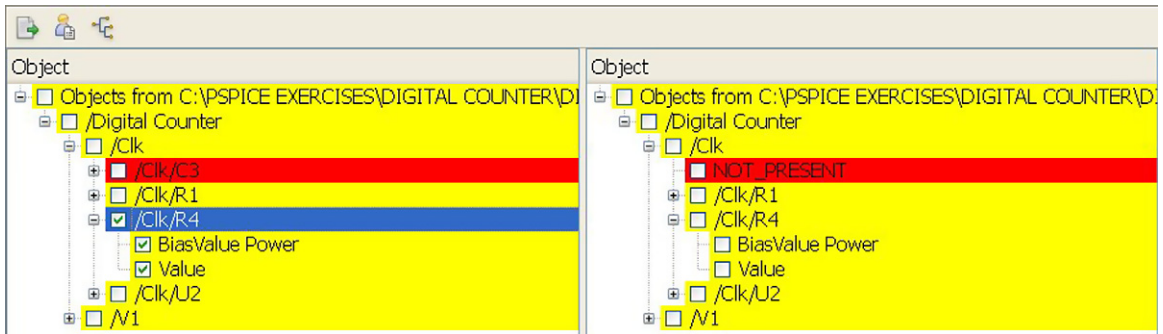 Object
Objects from C:\PSPICE EXERCISES\DIGITAL COUNTER\DI
/Digital Counter
/Clk
/Clk/C3
/Clk/R1
/Clk/R4
BiasValue Power
Value
/Clk/U2
/V1
Object
Objects from C:\PSPICE EXERCISES\DIGITAL COUNTER\D
/Digital Counter
/Clk
NOT_PRESENT
/Clk/R1
/Clk/R4
BiasValue Power
Value
/Clk/U2
/V1